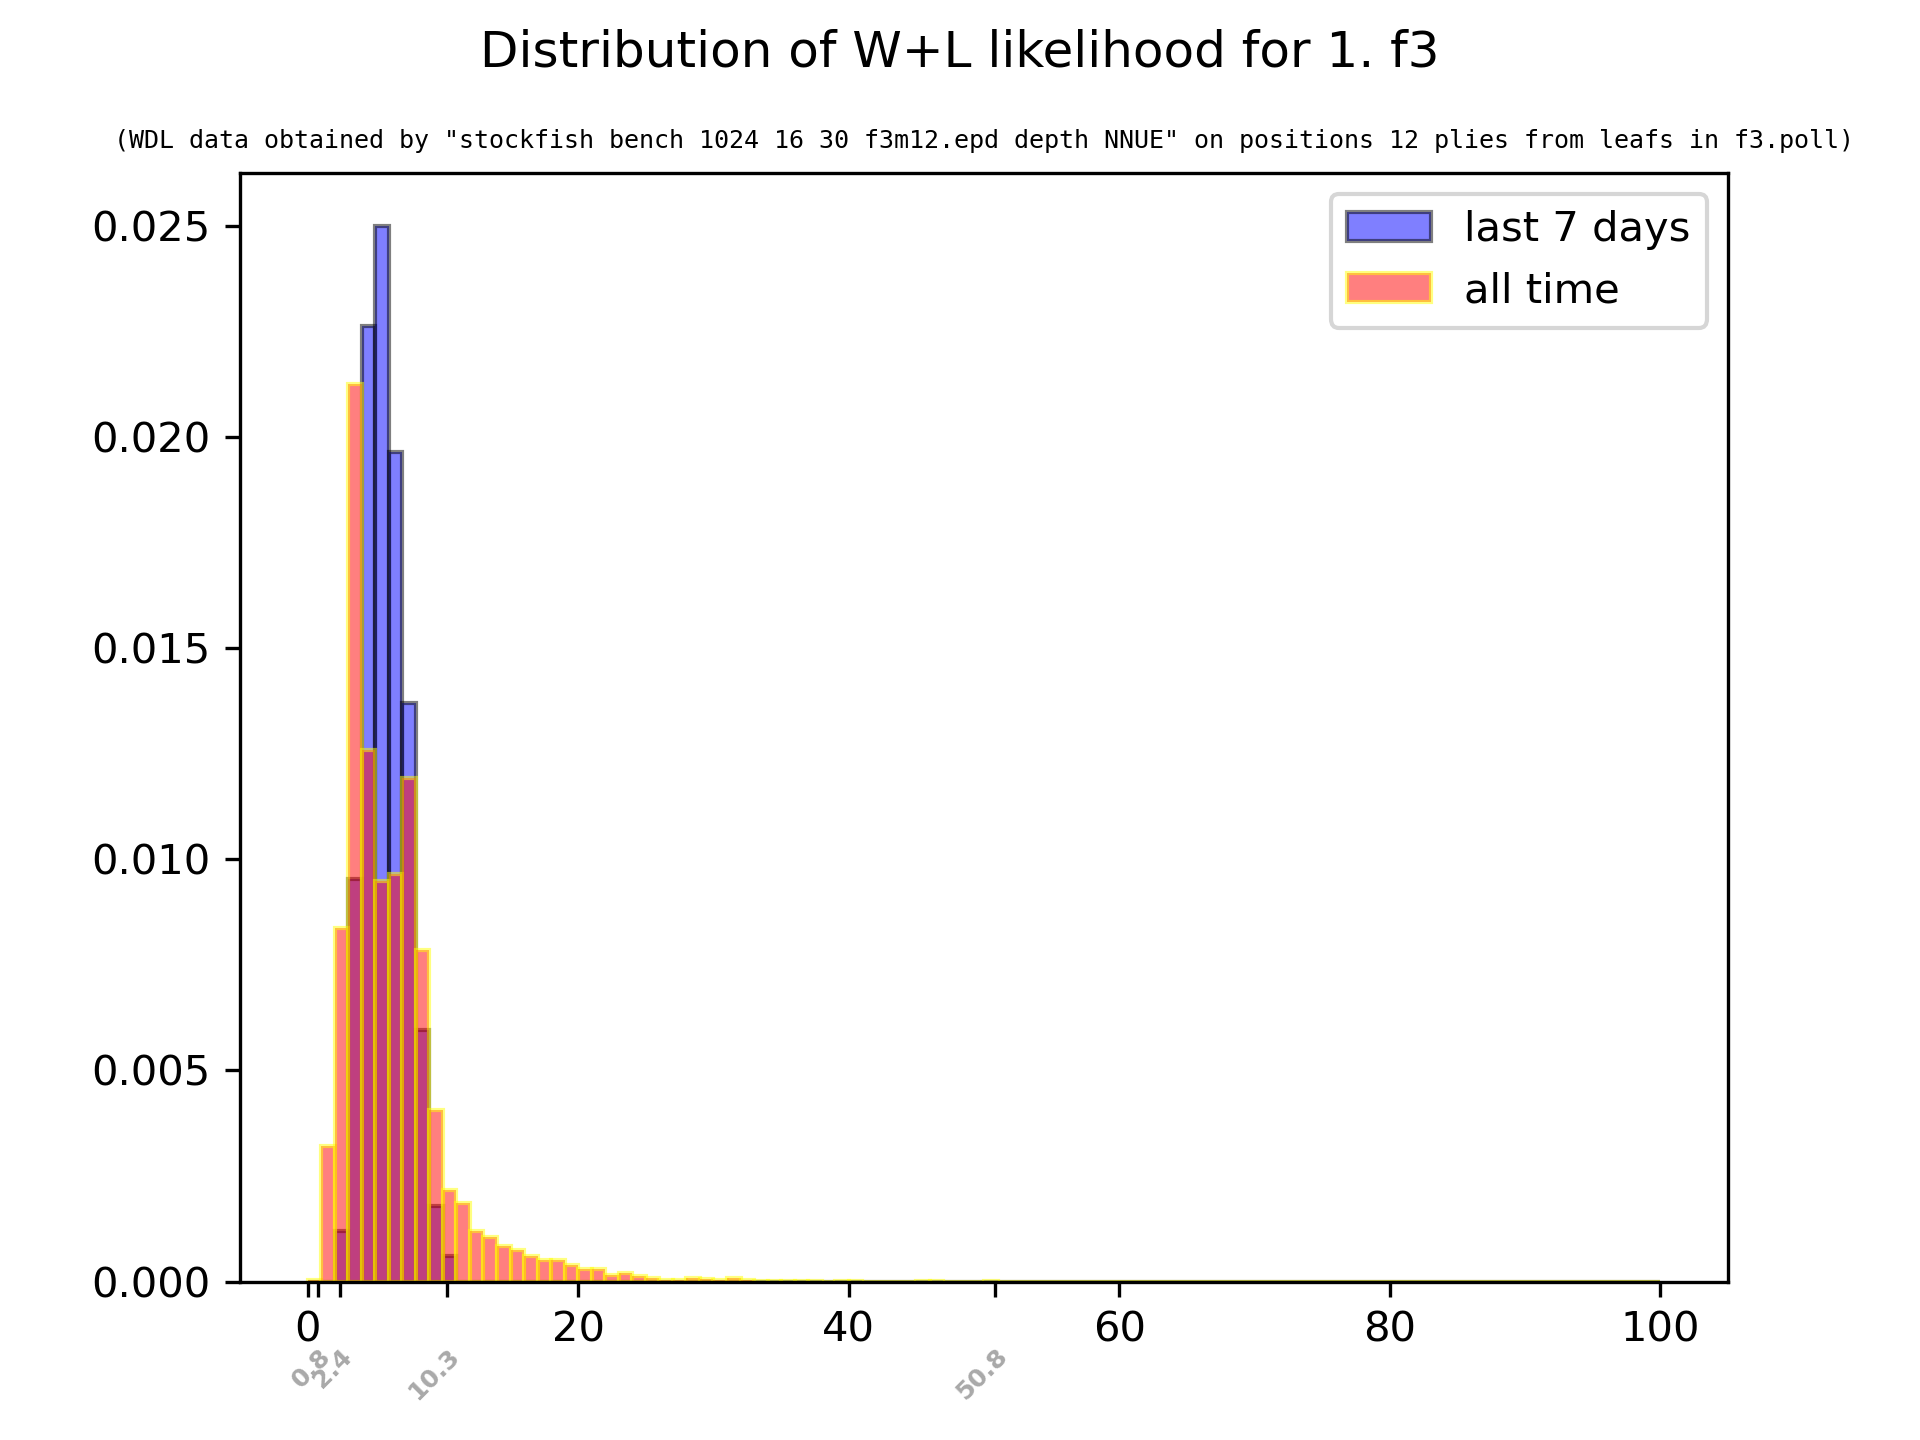 Distribution of W+L likelihood for 1. f3
(WDL data obtained by "stockfish bench 1024 16 30 f3m12.epd depth NNUE" on positions 12 plies from leafs in f3.poll)
last 7 days
all time
0.025
0.020
0.015
0.010
0.005
0.000
0 20 40 60 80 100
0.8 2.4 10.3 50.8